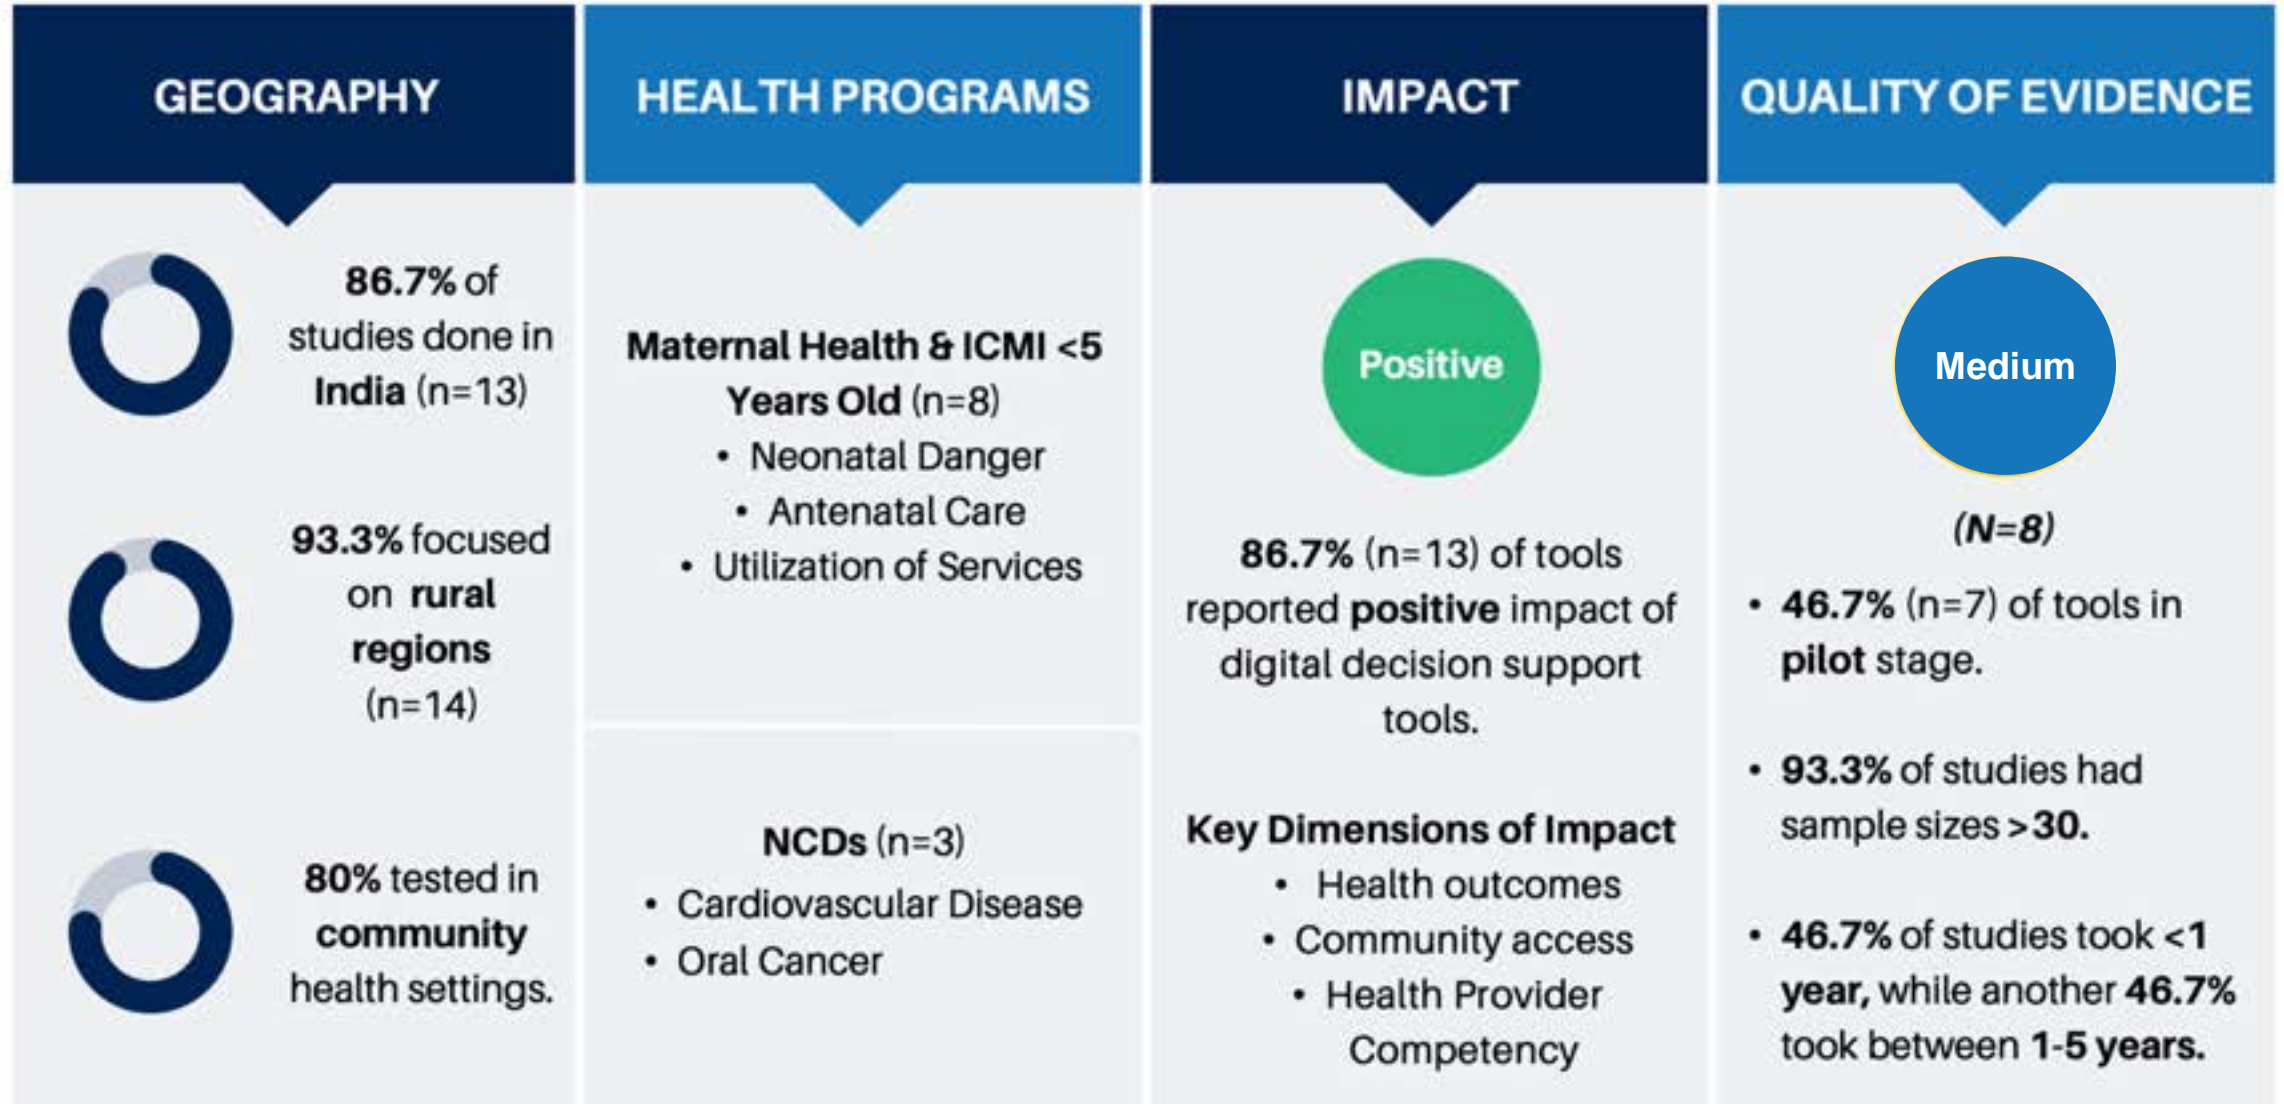 GEOGRAPHY
86.7% of
studies done in
India (n=13)
93.3% focused
on rural
regions
(n=14)
80% tested in
community
health settings.
HEALTH PROGRAMS
Maternal Health & ICMI <5
Years Old (n=8)
• Neonatal Danger
• Antenatal Care
• Utilization of Services
NCDs (n=3)
• Cardiovascular Disease
• Oral Cancer
IMPACT
Positive
86.7% (n=13) of tools
reported positive impact of
digital decision support
tools.
Key Dimensions of Impact
• Health outcomes
• Community access
• Health Provider
Competency
QUALITY OF EVIDENCE
Medium
(N=8)
• 46.7% (n=7) of tools in
pilot stage.
• 93.3% of studies had
sample sizes >30.
• 46.7% of studies took <1
year, while another 46.7%
took between 1-5 years.